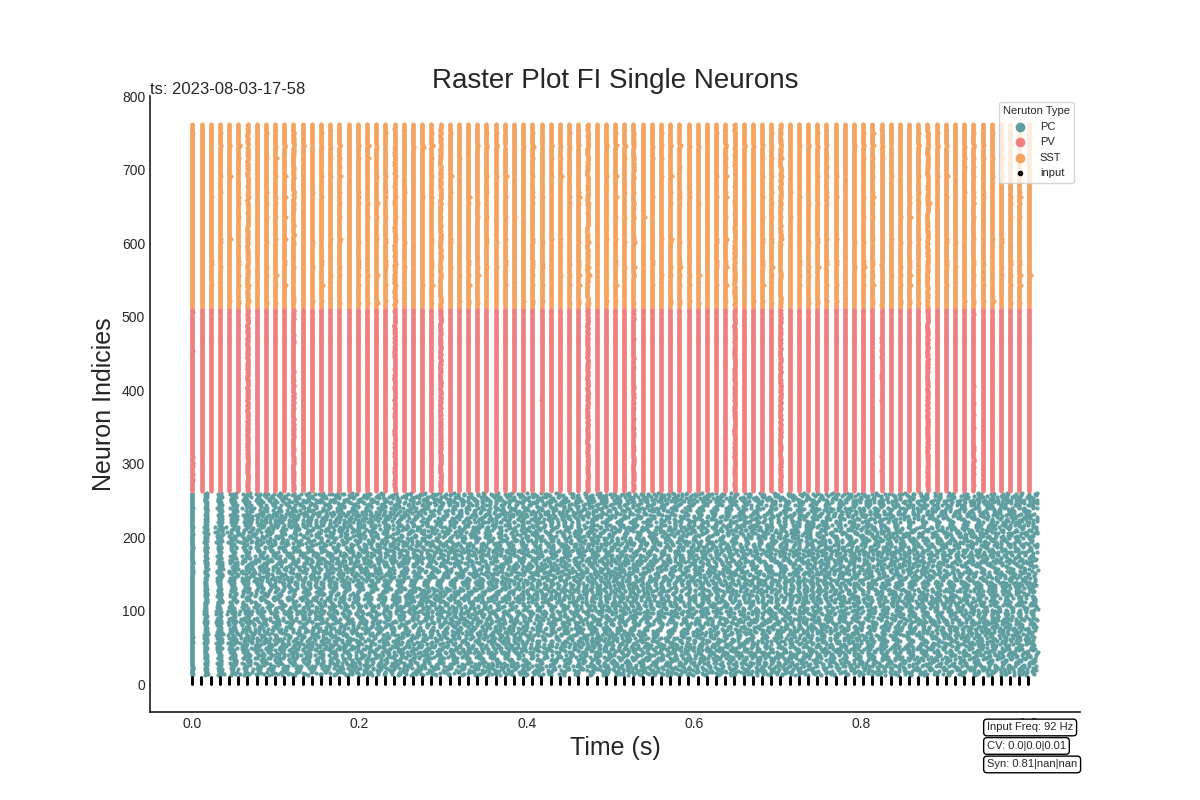 Raster Plot FI Single Neurons
ts: 2023-08-03-17-58
Neruton Type
PC
PV
SST
input
800
700
600
500
400
300
200
100
0
Neuron Indicies
0.0
0.2
0.4
0.6
0.8
Time (s)
Input Freq: 92 Hz
CV: 0.0|0.0|0.01
Syn: 0.81|nan|nan